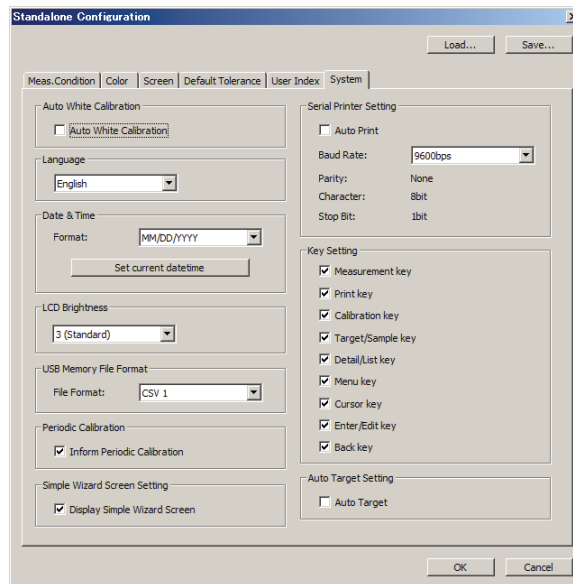 Standalone Configuration
Load... Save...
Meas.Condition Color Screen Default Tolerance User Index System
Auto White Calibration
Auto White Calibration
Language
English
Date & Time
Format: MM/DD/YYYY
Set current datetime
LCD Brightness
3 (Standard)
USB Memory File Format
File Format: CSV 1
Periodic Calibration
Inform Periodic Calibration
Simple Wizard Screen Setting
Display Simple Wizard Screen
Serial Printer Setting
Auto Print
Baud Rate: 9600bps
Parity: None
Character: 8bit
Stop Bit: 1bit
Key Setting
Measurement key
Print key
Calibration key
Target/Sample key
Detail/List key
Menu key
Cursor key
Enter/Edit key
Back key
Auto Target Setting
Auto Target
OK Cancel